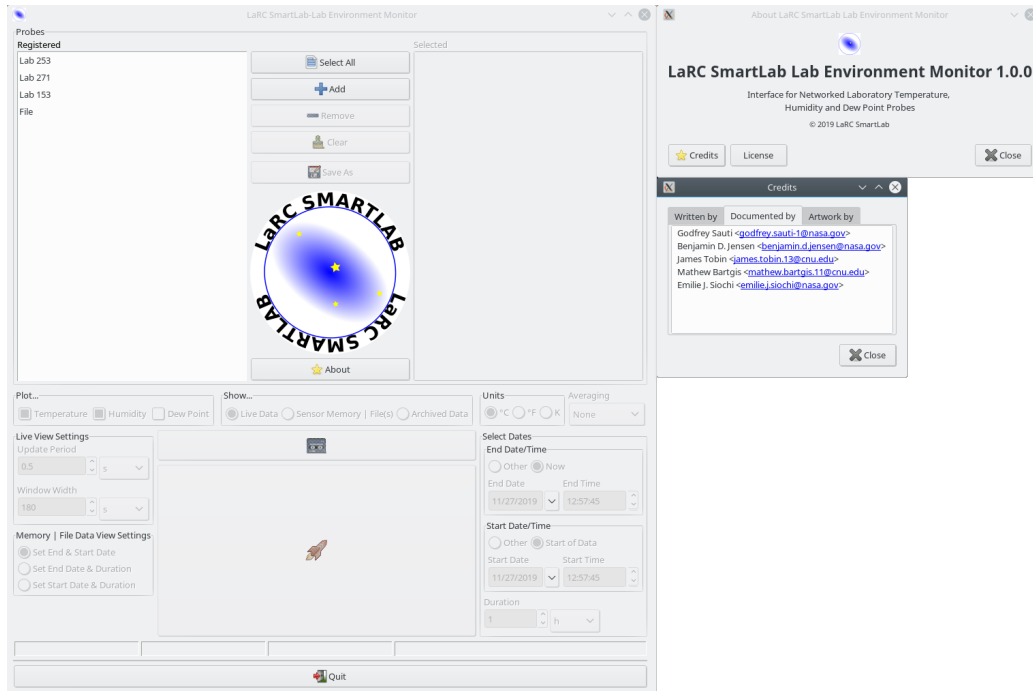 LaRC SmartLab-Lab Environment Monitor
Probes
Registered
Selected
Lab 253
Lab 271
Lab 153
File
Select All
Add
Remove
Clear
Save As
LaRC SMARTLAB
LaRC SMARTLAB
About
Plot...
Temperature
Humidity
Dew Point
Show...
Live Data
Sensor Memory | File(s)
Archived Data
Units
°C
°F
K
Averaging
None
Live View Settings
Update Period
0.5
s
Window Width
180
s
Memory | File Data View Settings
Set End & Start Date
Set End Date & Duration
Set Start Date & Duration
Select Dates
End Date/Time
Other
Now
End Date
End Time
11/27/2019
12:57:45
Start Date/Time
Other
Start of Data
Start Date
Start Time
11/27/2019
12:57:45
Duration
1
h
Quit
About LaRC SmartLab Lab Environment Monitor
LaRC SmartLab Lab Environment Monitor 1.0.0
Interface for Networked Laboratory Temperature,
Humidity and Dew Point Probes
© 2019 LaRC SmartLab
Credits
License
Close
Credits
Written by
Documented by
Artwork by
Godfrey Sauti <godfrey.sauti-1@nasa.gov>
Benjamin D. Jensen <benjamin.d.jensen@nasa.gov>
James Tobin <james.tobin.13@cnu.edu>
Mathew Bartgis <mathew.bartgis.11@cnu.edu>
Emilie J. Siochi <emilie.j.siochi@nasa.gov>
Close